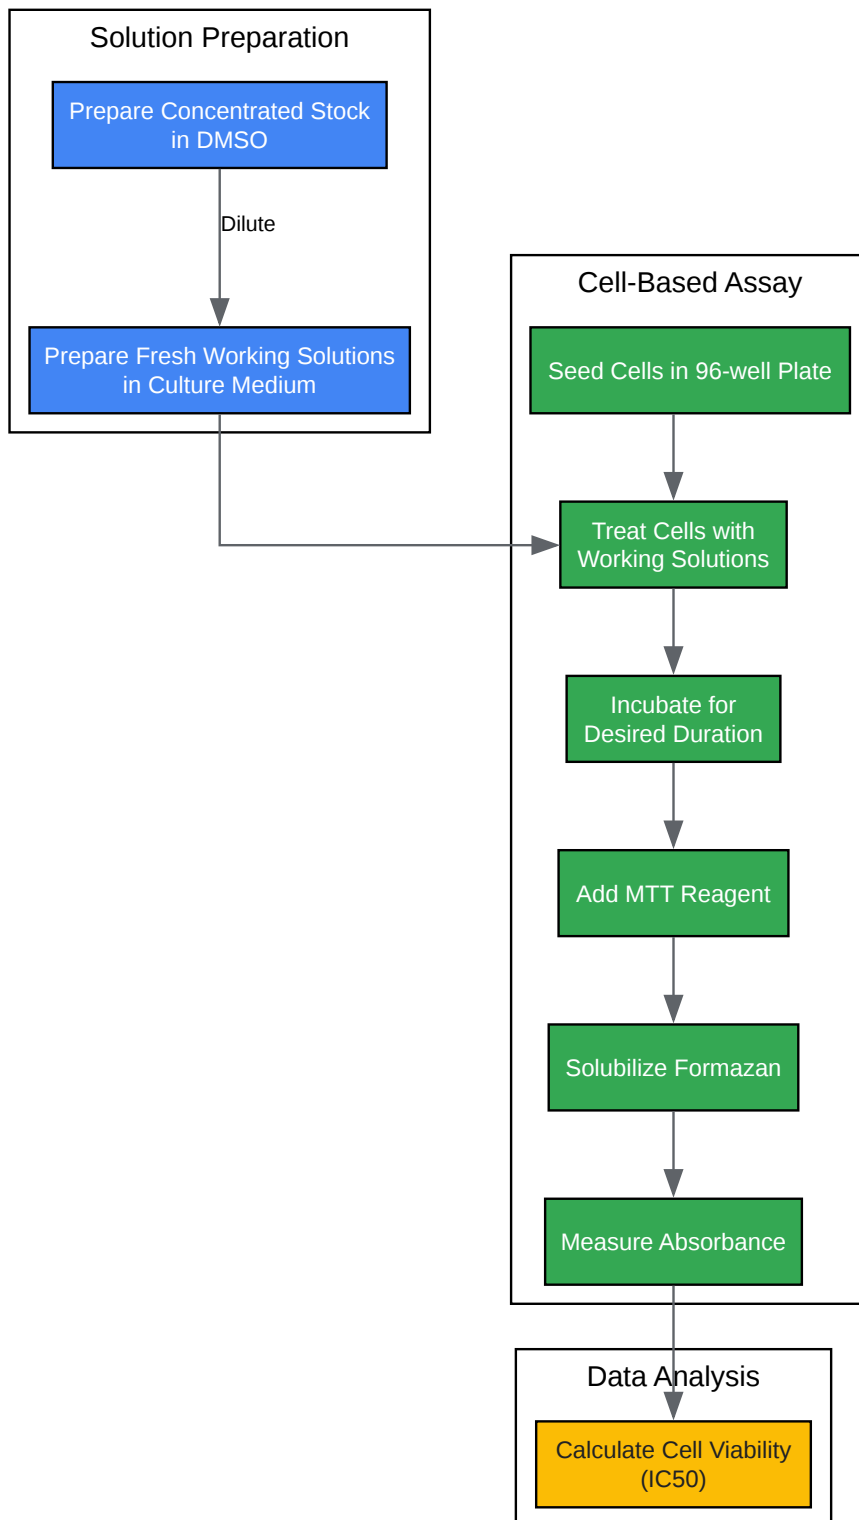 Solution Preparation
Prepare Concentrated Stock
in DMSO
Dilute
Prepare Fresh Working Solutions
in Culture Medium
Cell-Based Assay
Seed Cells in 96-well Plate
Treat Cells with
Working Solutions
Incubate for
Desired Duration
Add MTT Reagent
Solubilize Formazan
Measure Absorbance
Data Analysis
Calculate Cell Viability
(IC50)